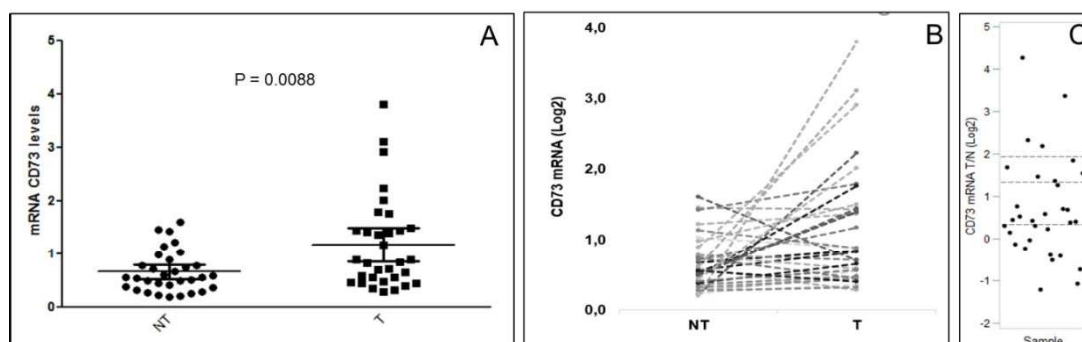 A
P = 0.0088
mRNA CD73 levels
5
4
3
2
1
0
NT
T
B
CD73 mRNA (Log2)
4,0
3,0
2,0
1,0
0,0
NT
T
C
CD73 mRNA T/N (Log2)
5
4
3
2
1
0
-1
-2
Sample